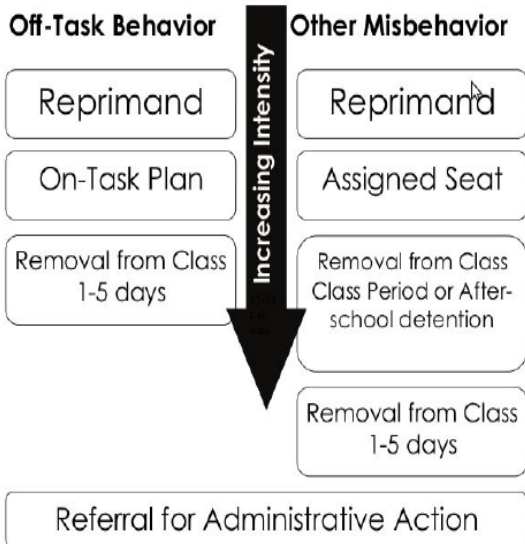 Off-Task Behavior
Other Misbehavior
Increasing Intensity
Reprimand
On-Task Plan
Removal from Class
1-5 days
Reprimand
Assigned Seat
Removal from Class
Class Period or After-
school detention
Removal from Class
1-5 days
Referral for Administrative Action